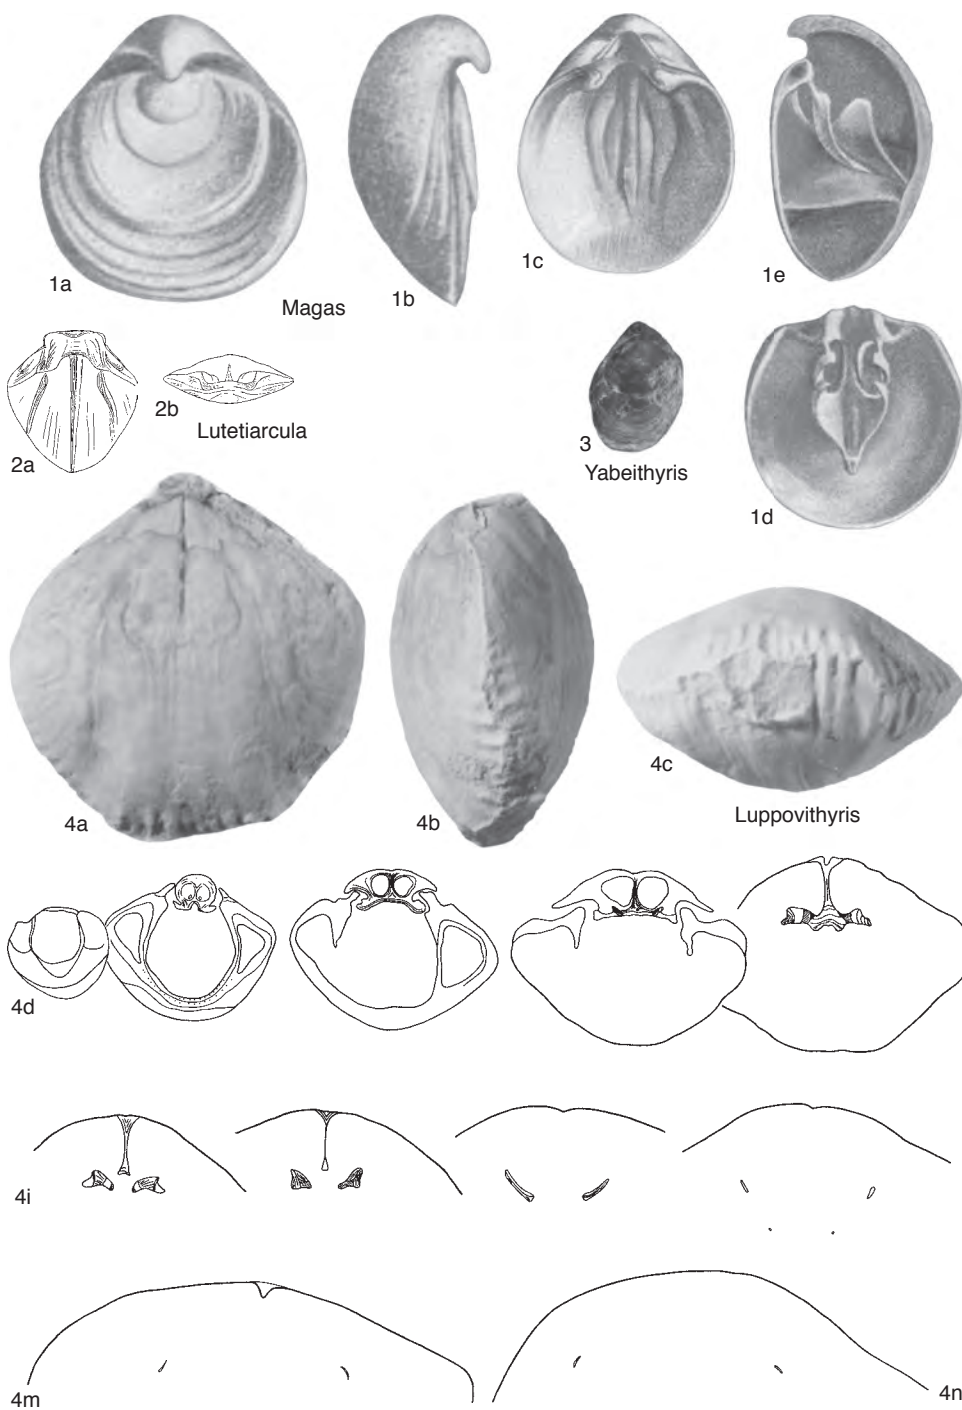 1a
Magas
1b
1c
1e
2a
2b
Lutetiarcula
3
Yabeithyris
1d
4a
4b
4c
Luppovithyris
4d
4i
4m
4n